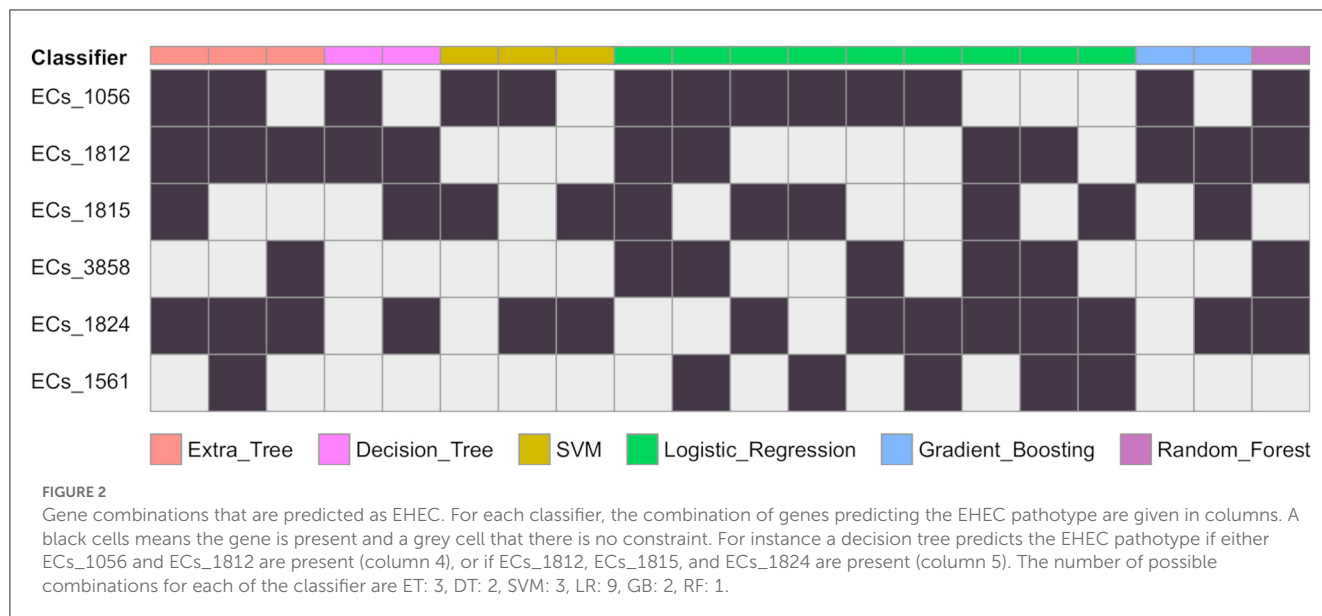 Classifier
ECs_1056
ECs_1812
ECs_1815
ECs_3858
ECs_1824
ECs_1561
Extra_Tree Decision_Tree SVM Logistic_Regression Gradient_Boosting Random_Forest
FIGURE 2
Gene combinations that are predicted as EHEC. For each classifier, the combination of genes predicting the EHEC pathotype are given in columns. A
black cells means the gene is present and a grey cell that there is no constraint. For instance a decision tree predicts the EHEC pathotype if either
ECs_1056 and ECs_1812 are present (column 4), or if ECs_1812, ECs_1815, and ECs_1824 are present (column 5). The number of possible
combinations for each of the classifier are ET: 3, DT: 2, SVM: 3, LR: 9, GB: 2, RF: 1.